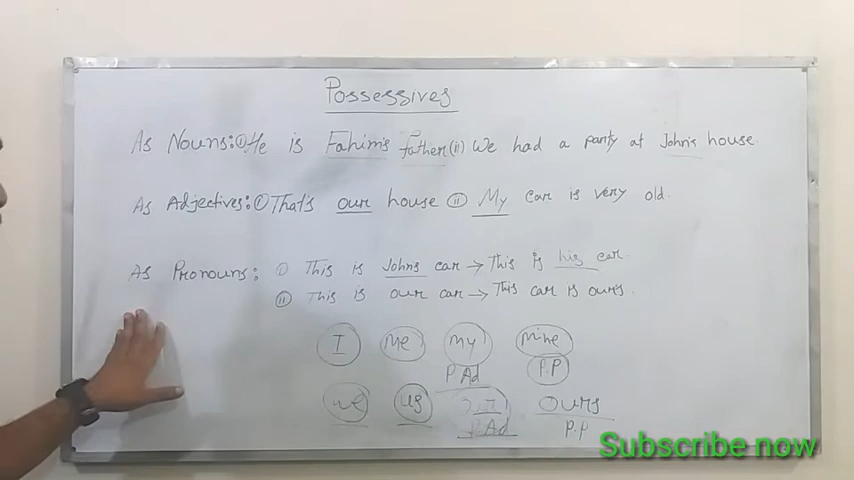 Possessives
As Nouns: (i) He is Fahim's father (ii) We had a party at John's house.
As Adjectives: (i) That's our house (ii) My car is very old.
As Pronouns: (i) This is John's car → This is his car.
(ii) This is our car → This car is ours.
I Me My Mine
P Ad P.P
we us our ours
P.Ad P.P
Subscribe now